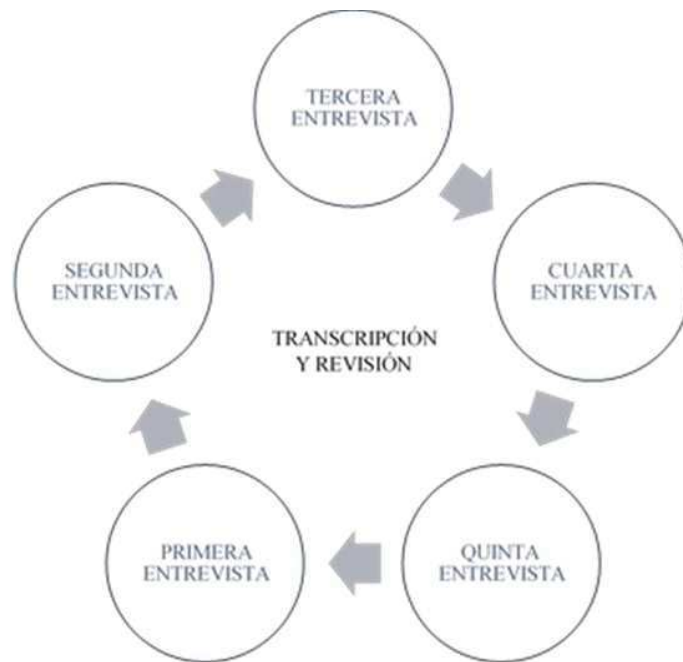 TERCERA
ENTREVISTA
SEGUNDA
ENTREVISTA
CUARTA
ENTREVISTA
TRANSCRIPCIÓN
Y REVISIÓN
PRIMERA
ENTREVISTA
QUINTA
ENTREVISTA